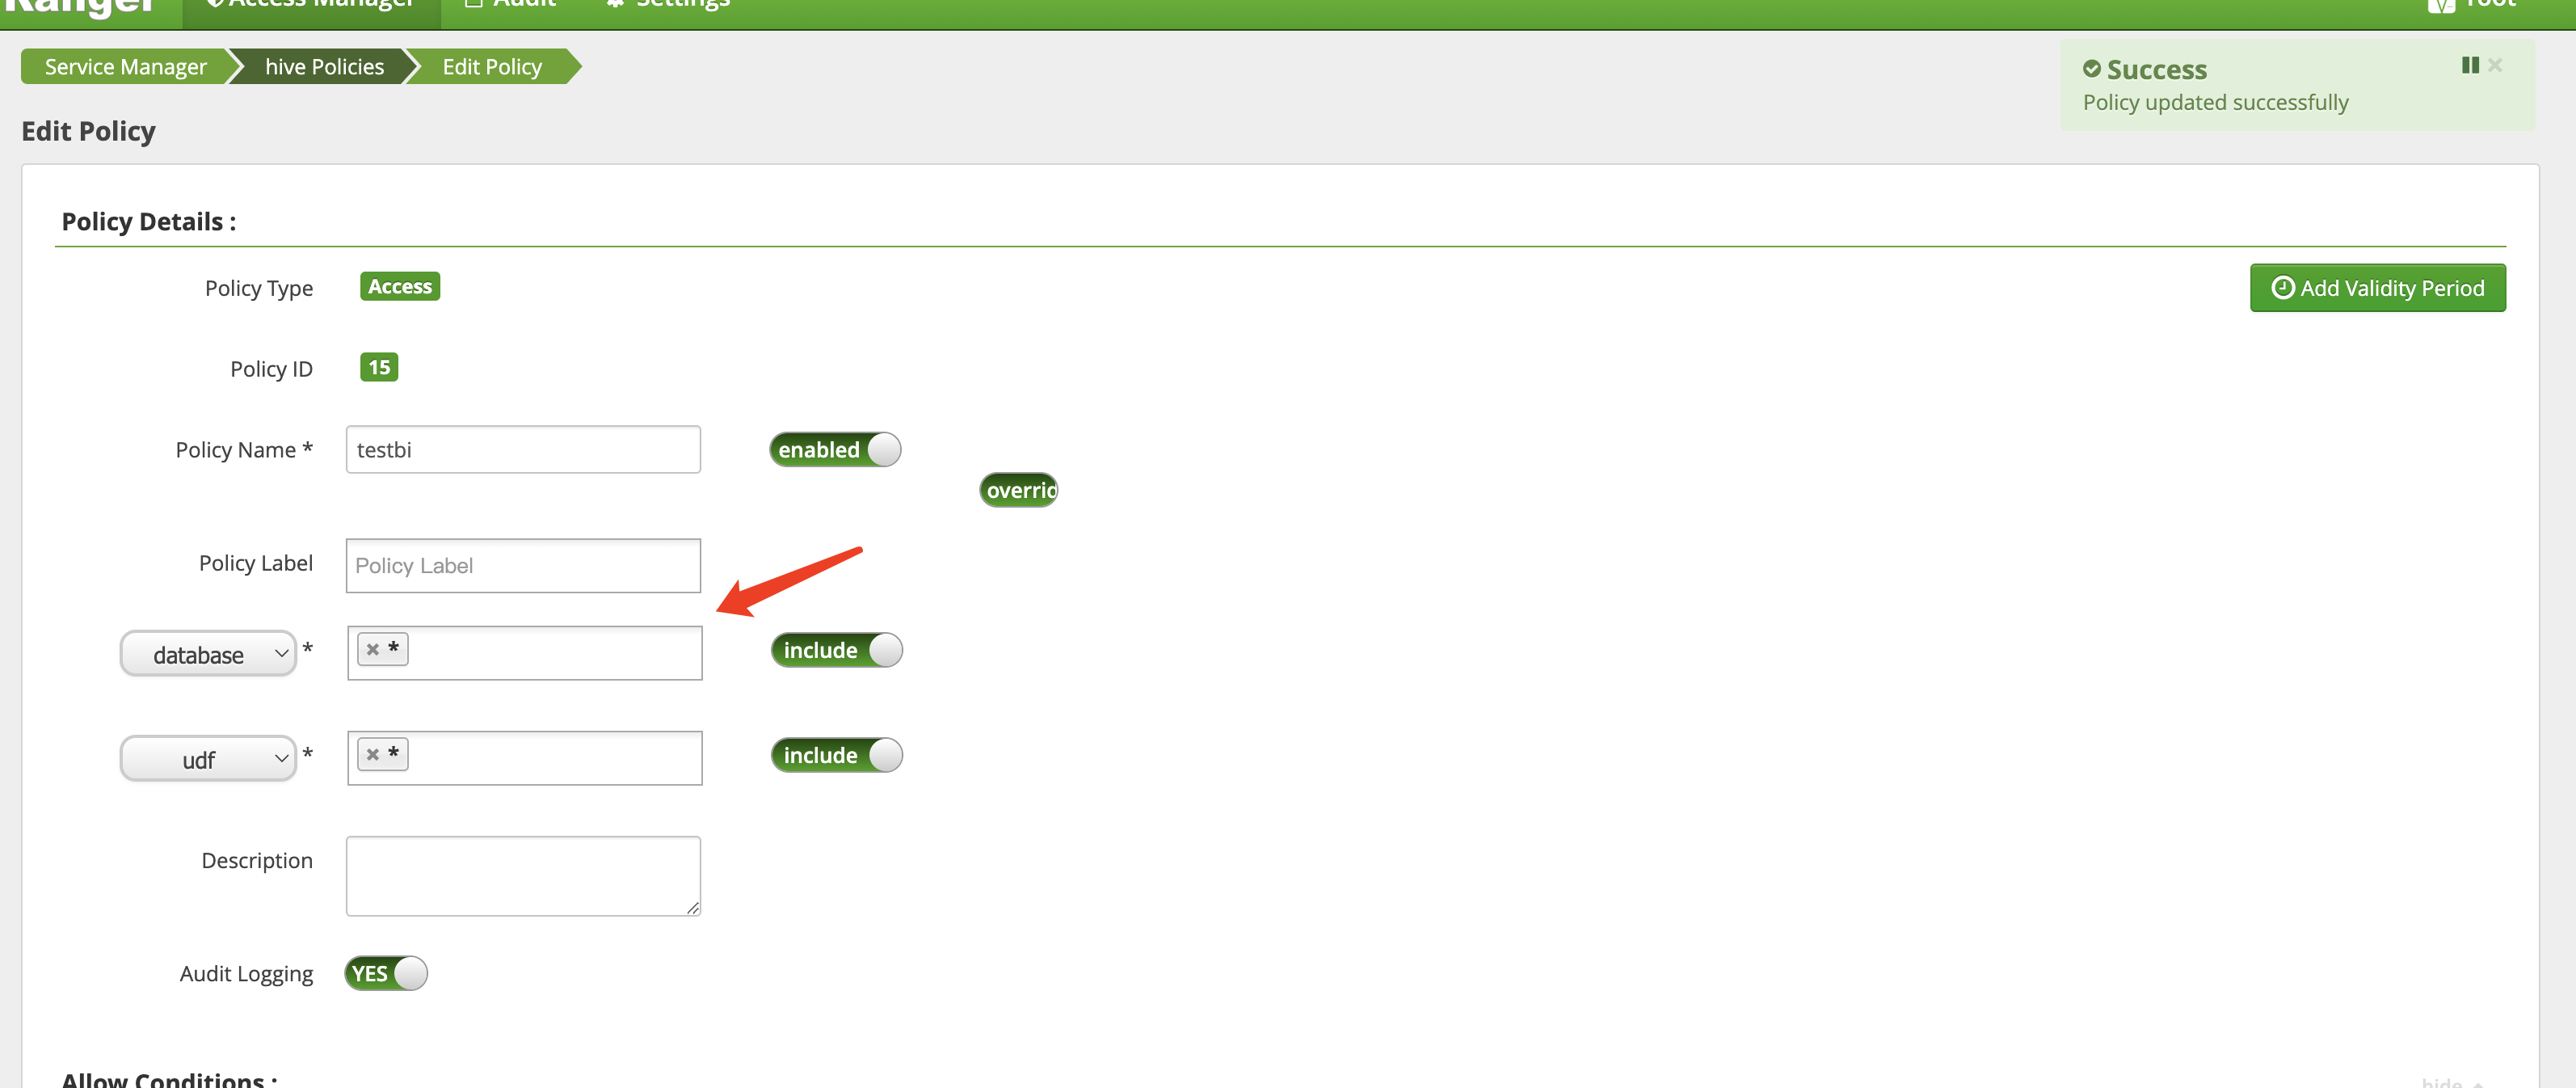 Ranger Access Manager Audit Settings root
Service Manager hive Policies Edit Policy
Success
Policy updated successfully
Edit Policy
Policy Details :
Policy Type Access
Add Validity Period
Policy ID 15
Policy Name * testbi enabled
overrid
Policy Label Policy Label
database * × * include
udf * × * include
Description
Audit Logging YES
Allow Conditions :
hide